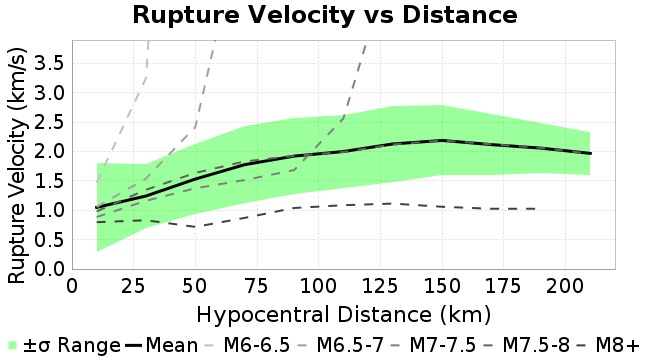 Rupture Velocity vs Distance
Rupture Velocity (km/s)
3.5
3.0
2.5
2.0
1.5
1.0
0.5
0.0
0 25 50 75 100 125 150 175 200
Hypocentral Distance (km)
±σ Range Mean M6-6.5 M6.5-7 M7-7.5 M7.5-8 M8+